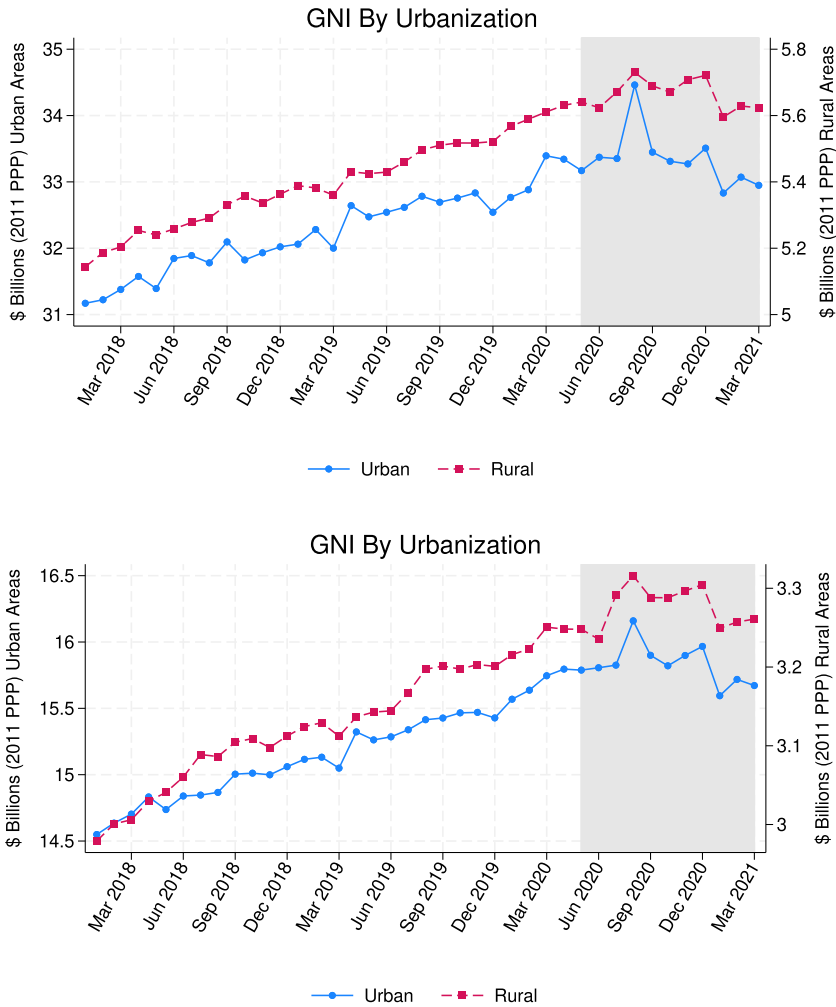 GNI By Urbanization
$ Billions (2011 PPP) Urban Areas
35
34
33
32
31
5.8
5.6
5.4
5.2
5
$ Billions (2011 PPP) Rural Areas
Mar 2018
Jun 2018
Sep 2018
Dec 2018
Mar 2019
Jun 2019
Sep 2019
Dec 2019
Mar 2020
Jun 2020
Sep 2020
Dec 2020
Mar 2021
Urban Rural
GNI By Urbanization
$ Billions (2011 PPP) Urban Areas
16.5
16
15.5
15
14.5
3.3
3.2
3.1
3
$ Billions (2011 PPP) Rural Areas
Mar 2018
Jun 2018
Sep 2018
Dec 2018
Mar 2019
Jun 2019
Sep 2019
Dec 2019
Mar 2020
Jun 2020
Sep 2020
Dec 2020
Mar 2021
Urban Rural